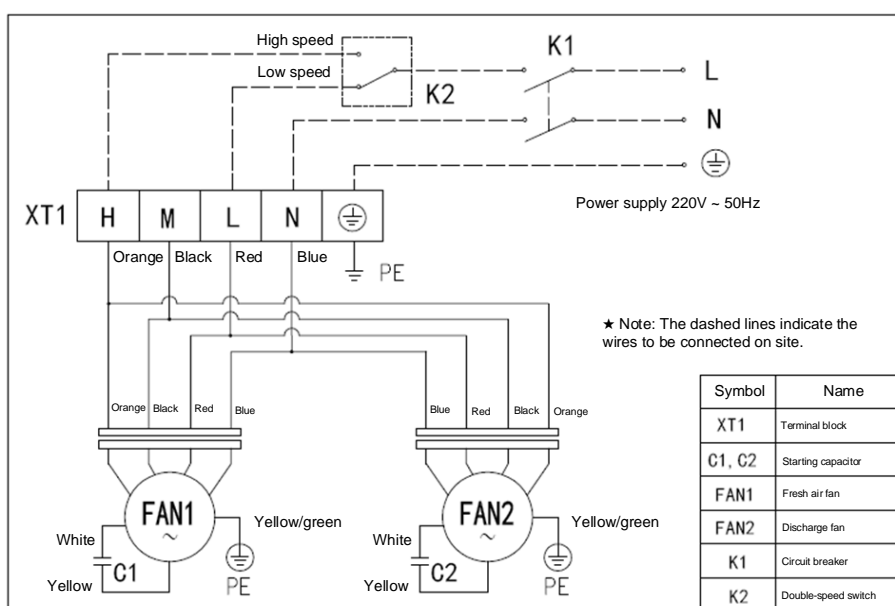 High speed
K1
Low speed
K2
L
N
Power supply 220V ~ 50Hz
XT1
H M L N
Orange Black Red Blue
PE
★ Note: The dashed lines indicate the
wires to be connected on site.
Orange Black Red Blue
Blue Red Black Orange
FAN1
~
Yellow/green
White
C1
Yellow
PE
FAN2
~
Yellow/green
White
C2
Yellow
PE
Symbol Name
XT1 Terminal block
C1, C2 Starting capacitor
FAN1 Fresh air fan
FAN2 Discharge fan
K1 Circuit breaker
K2 Double-speed switch